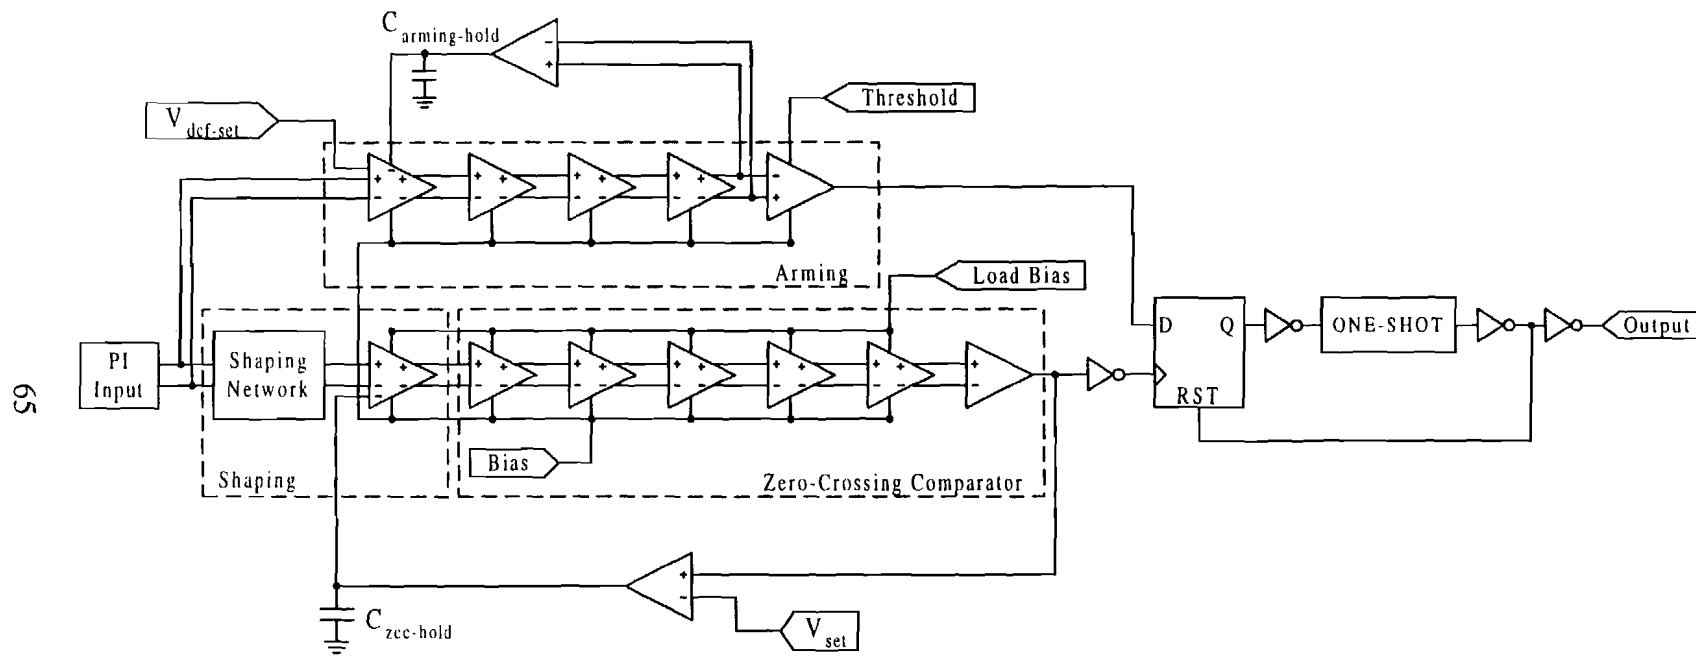 C arming-hold
Threshold
V dcf-set
Arming
Load Bias
PI
Input
Shaping
Network
D Q
RST
ONE-SHOT
Output
Bias
Shaping
Zero-Crossing Comparator
C zcc-hold
V set
65